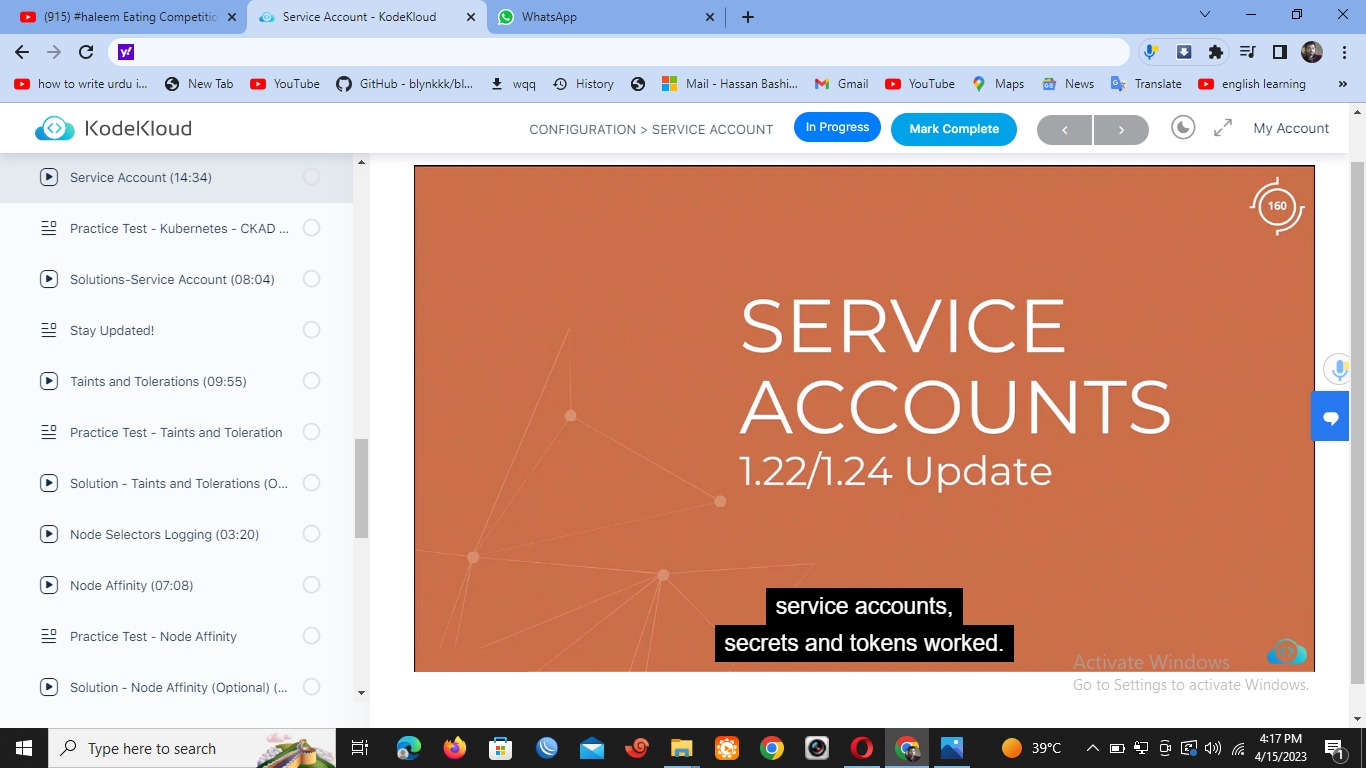 (915) #haleem Eating Competitio
Service Account - KodeKloud
WhatsApp
y!
how to write urdu i...
New Tab
YouTube
GitHub - blynkkk/bl...
wqq
History
Mail - Hassan Bashi...
Gmail
YouTube
Maps
News
Translate
english learning
»
KodeKloud
CONFIGURATION > SERVICE ACCOUNT
In Progress
Mark Complete
My Account
Service Account (14:34)
Practice Test - Kubernetes - CKAD ...
Solutions-Service Account (08:04)
Stay Updated!
Taints and Tolerations (09:55)
Practice Test - Taints and Toleration
Solution - Taints and Tolerations (O...
Node Selectors Logging (03:20)
Node Affinity (07:08)
Practice Test - Node Affinity
Solution - Node Affinity (Optional) (...
160
SERVICE
ACCOUNTS
1.22/1.24 Update
service accounts,
secrets and tokens worked.
Activate Windows
Go to Settings to activate Windows.
Type here to search
39°C
4:17 PM
4/15/2023
1